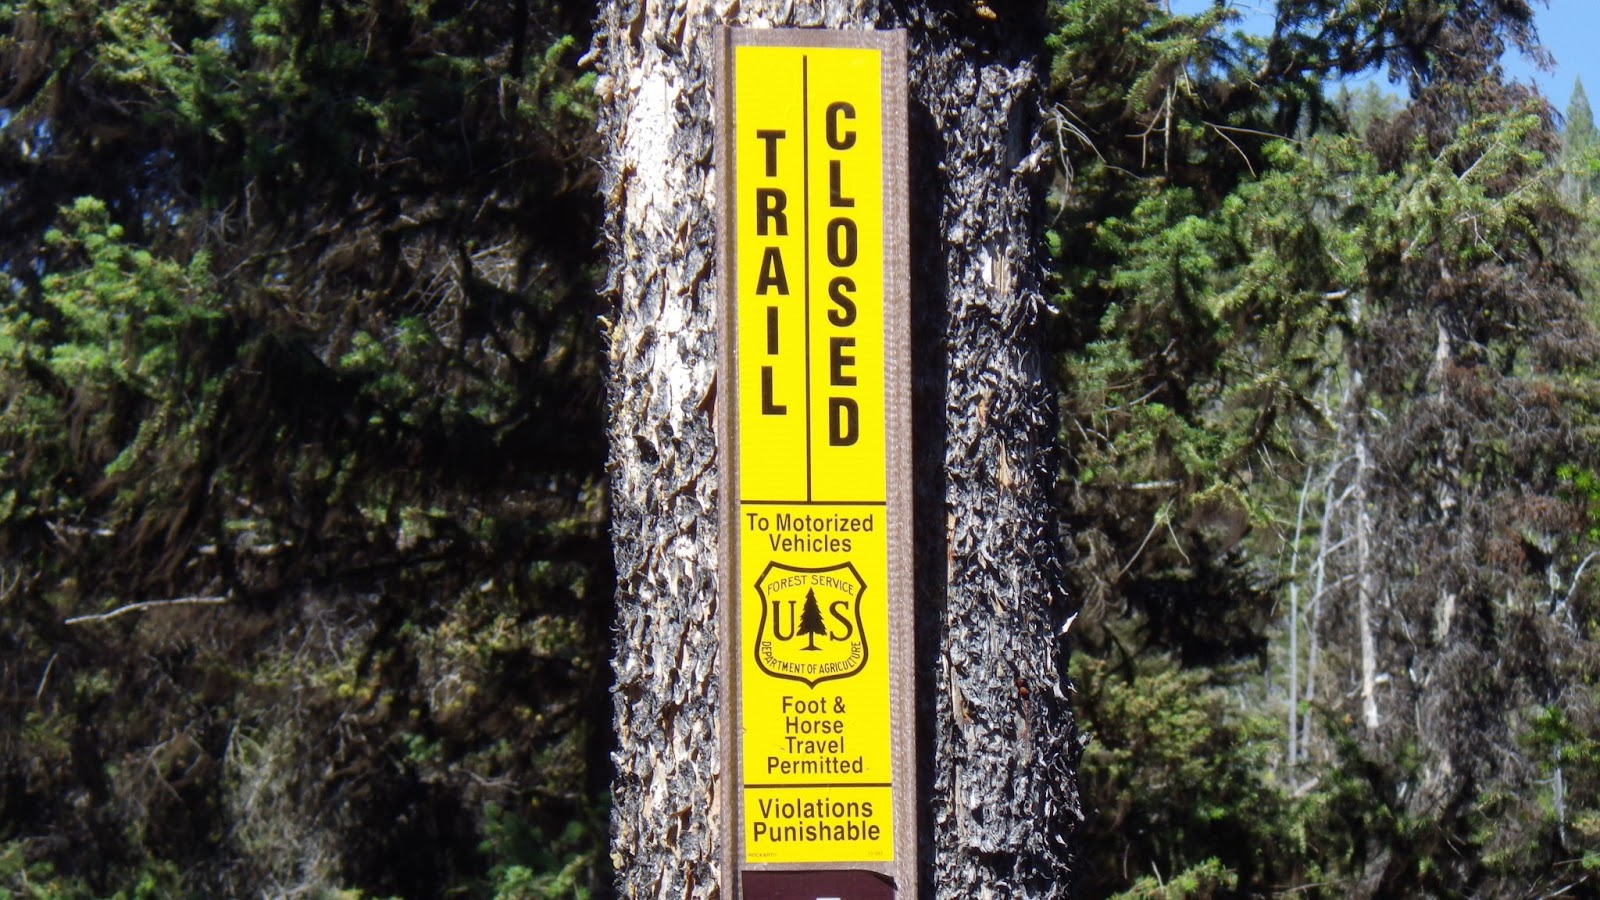 TRAIL
CLOSED
To Motorized
Vehicles
FOREST SERVICE
US
DEPARTMENT OF AGRICULTURE
Foot &
Horse
Travel
Permitted
Violations
Punishable